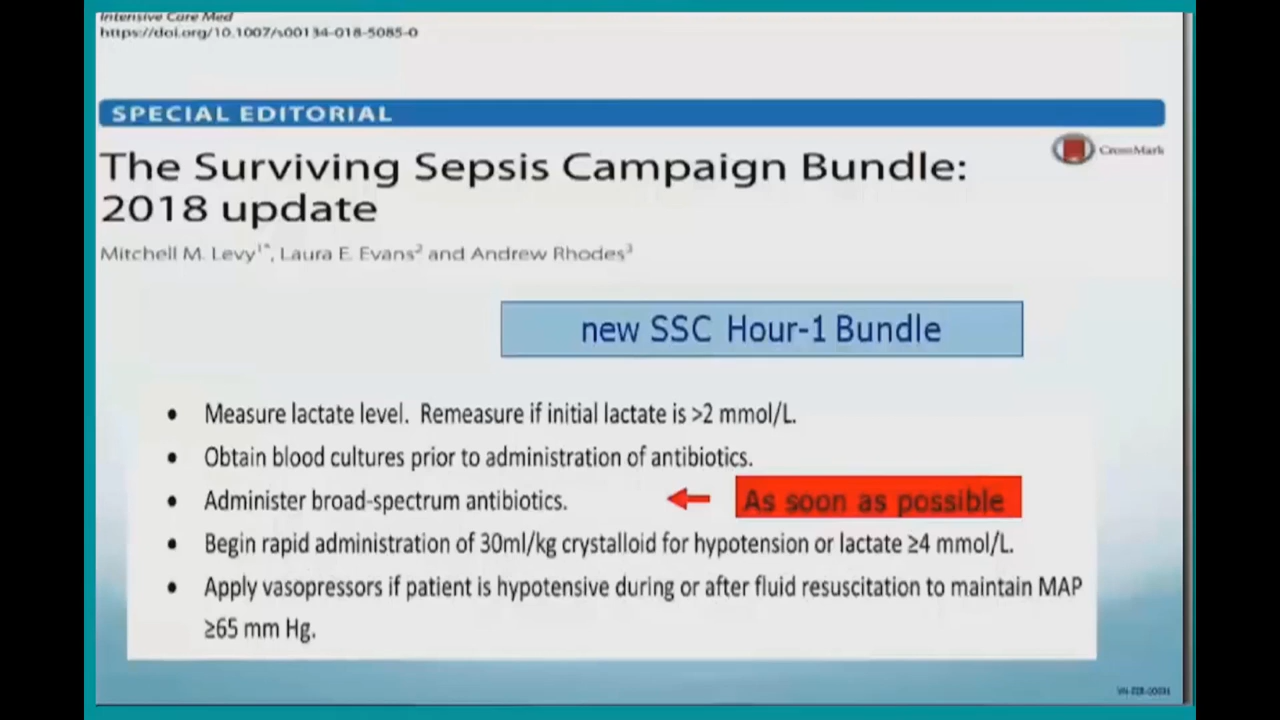 Intensive Care Med
https://doi.org/10.1007/s00134-018-5085-0
SPECIAL EDITORIAL
CrossMark
The Surviving Sepsis Campaign Bundle:
2018 update
Mitchell M. Levy1*, Laura E. Evans2 and Andrew Rhodes3
new SSC Hour-1 Bundle
• Measure lactate level. Remeasure if initial lactate is >2 mmol/L.
• Obtain blood cultures prior to administration of antibiotics.
• Administer broad-spectrum antibiotics.
As soon as possible
• Begin rapid administration of 30ml/kg crystalloid for hypotension or lactate ≥4 mmol/L.
• Apply vasopressors if patient is hypotensive during or after fluid resuscitation to maintain MAP
≥65 mm Hg.